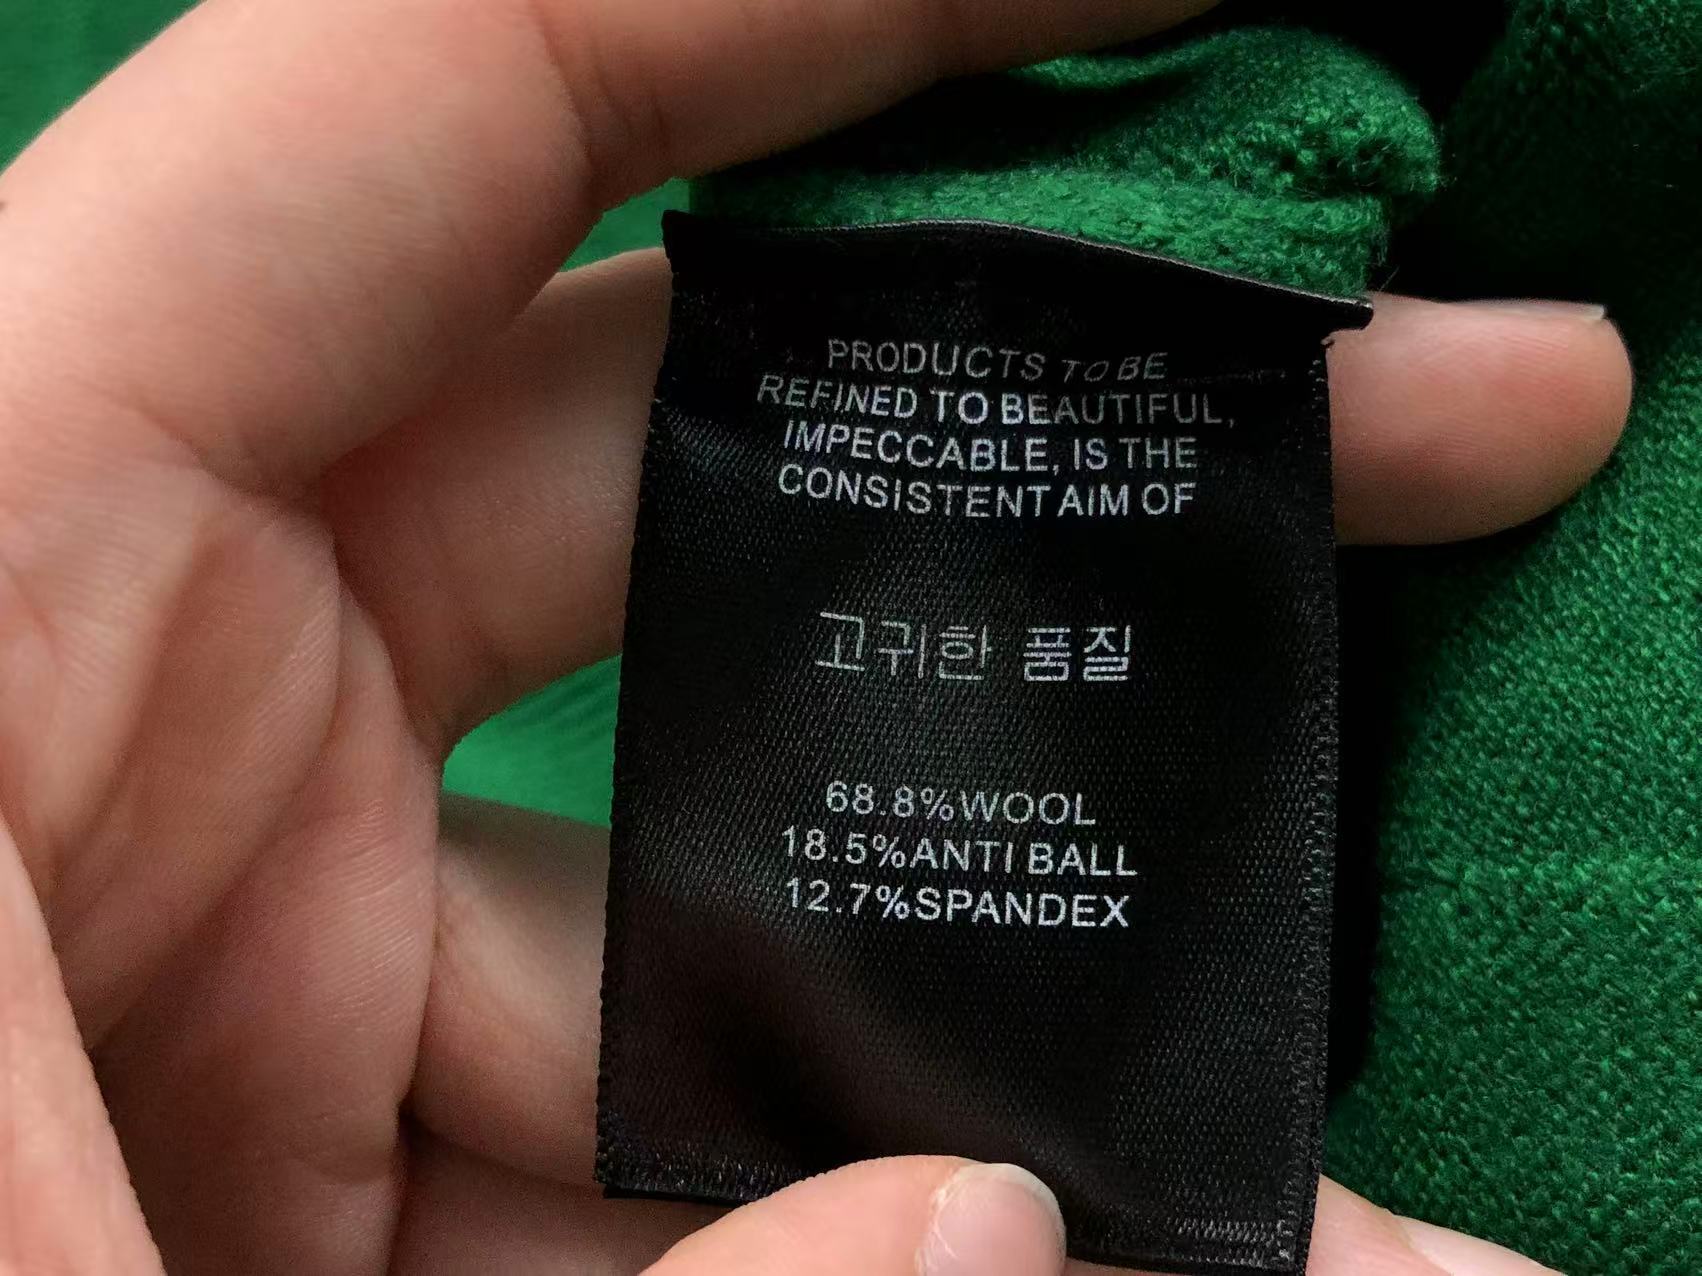 PRODUCTS TO BE
REFINED TO BEAUTIFUL,
IMPECCABLE, IS THE
CONSISTENT AIM OF
고귀한 품질
68.8%WOOL
18.5%ANTI BALL
12.7%SPANDEX